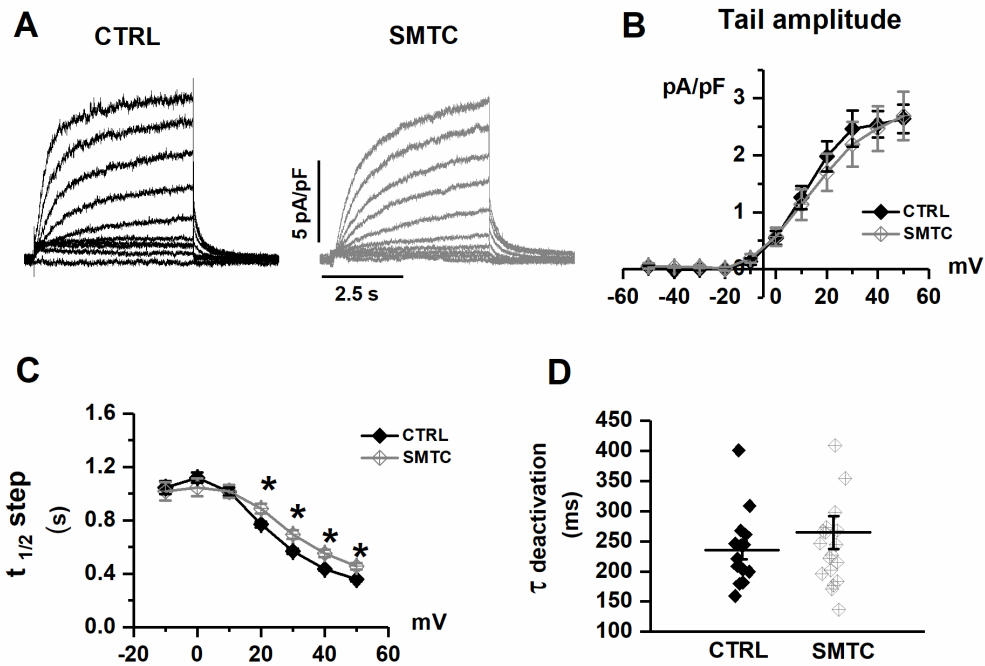 A
CTRL
SMTC
5 pA/pF
2.5 s
B
Tail amplitude
pA/pF
3
2
1
0
CTRL
SMTC
mV
-60 -40 -20 - 0 20 40 60
C
1.6
1.2
0.8
0.4
0.0
t 1/2 step
(s)
CTRL
SMTC
* * * *
mV
-20 0 20 40 60
D
450
400
350
300
250
200
150
100
τ deactivation
(ms)
CTRL SMTC